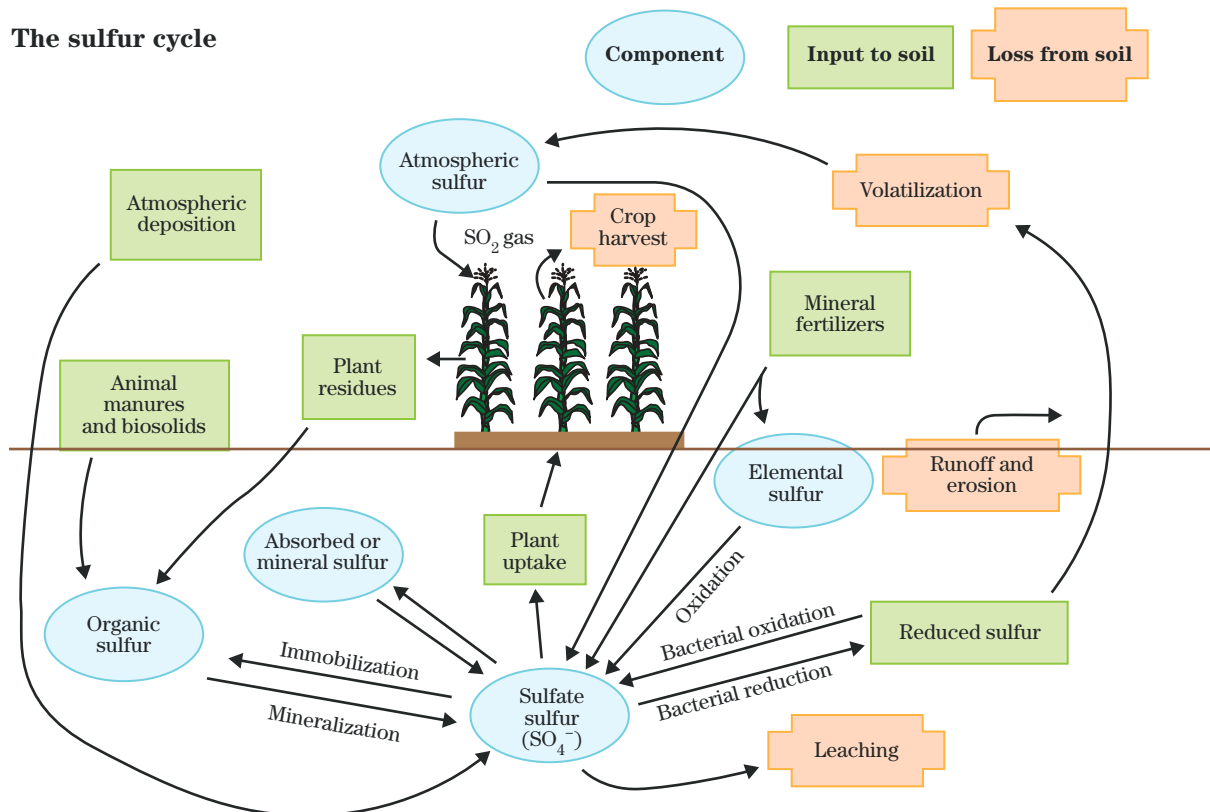 The sulfur cycle
Component
Input to soil
Loss from soil
Atmospheric
sulfur
Volatilization
Atmospheric
deposition
SO₂ gas
Crop
harvest
Mineral
fertilizers
Plant
residues
Animal
manures
and biosolids
Elemental
sulfur
Runoff and
erosion
Absorbed or
mineral sulfur
Plant
uptake
Oxidation
Organic
sulfur
Immobilization
Mineralization
Bacterial oxidation
Bacterial reduction
Reduced sulfur
Sulfate
sulfur
(SO₄⁻)
Leaching